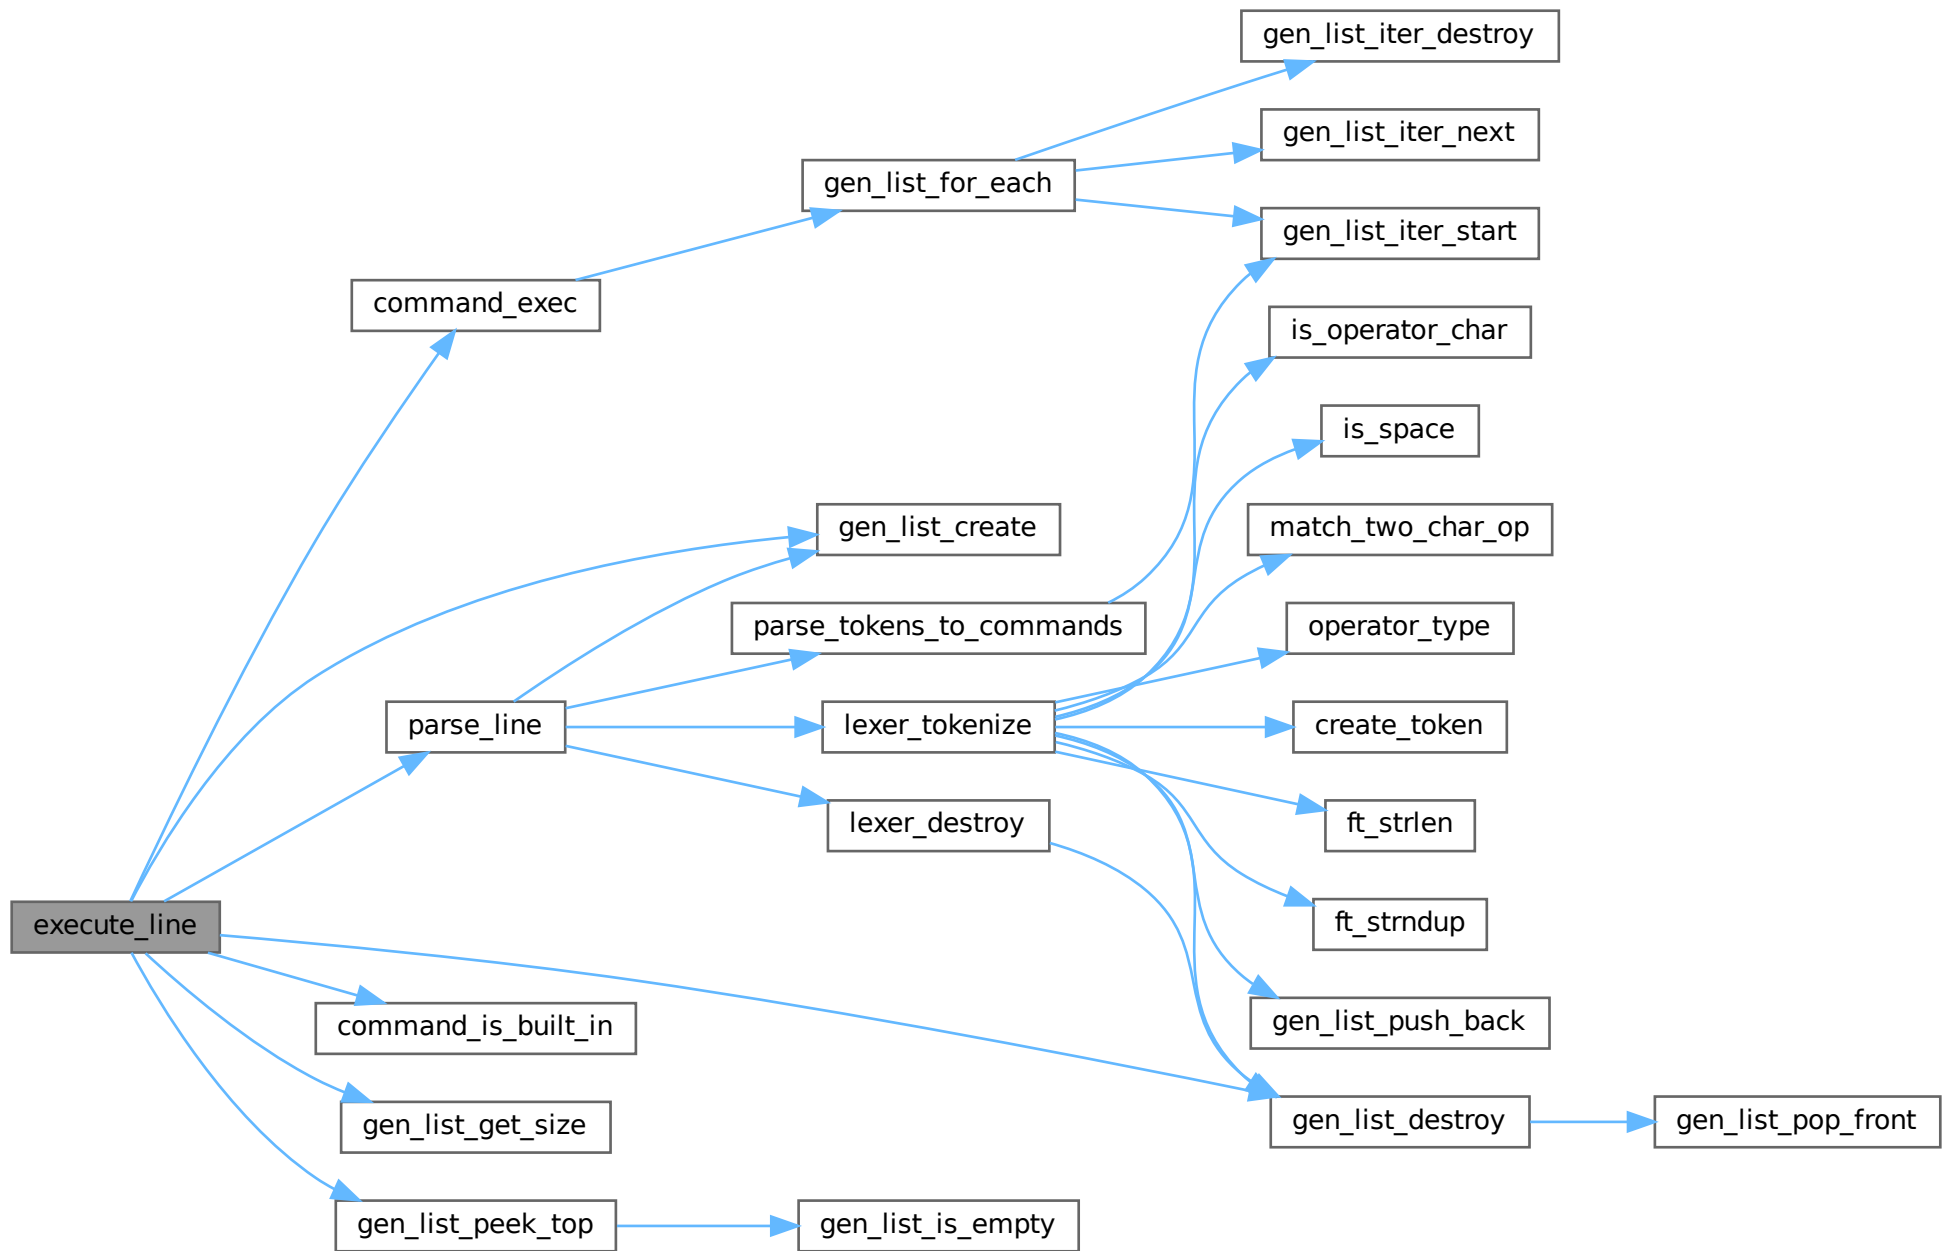 gen_list_iter_destroy
gen_list_iter_next
gen_list_for_each
gen_list_iter_start
command_exec
is_operator_char
is_space
gen_list_create
match_two_char_op
parse_tokens_to_commands
operator_type
parse_line
lexer_tokenize
create_token
lexer_destroy
ft_strlen
execute_line
ft_strndup
command_is_built_in
gen_list_push_back
gen_list_get_size
gen_list_destroy
gen_list_pop_front
gen_list_peek_top
gen_list_is_empty